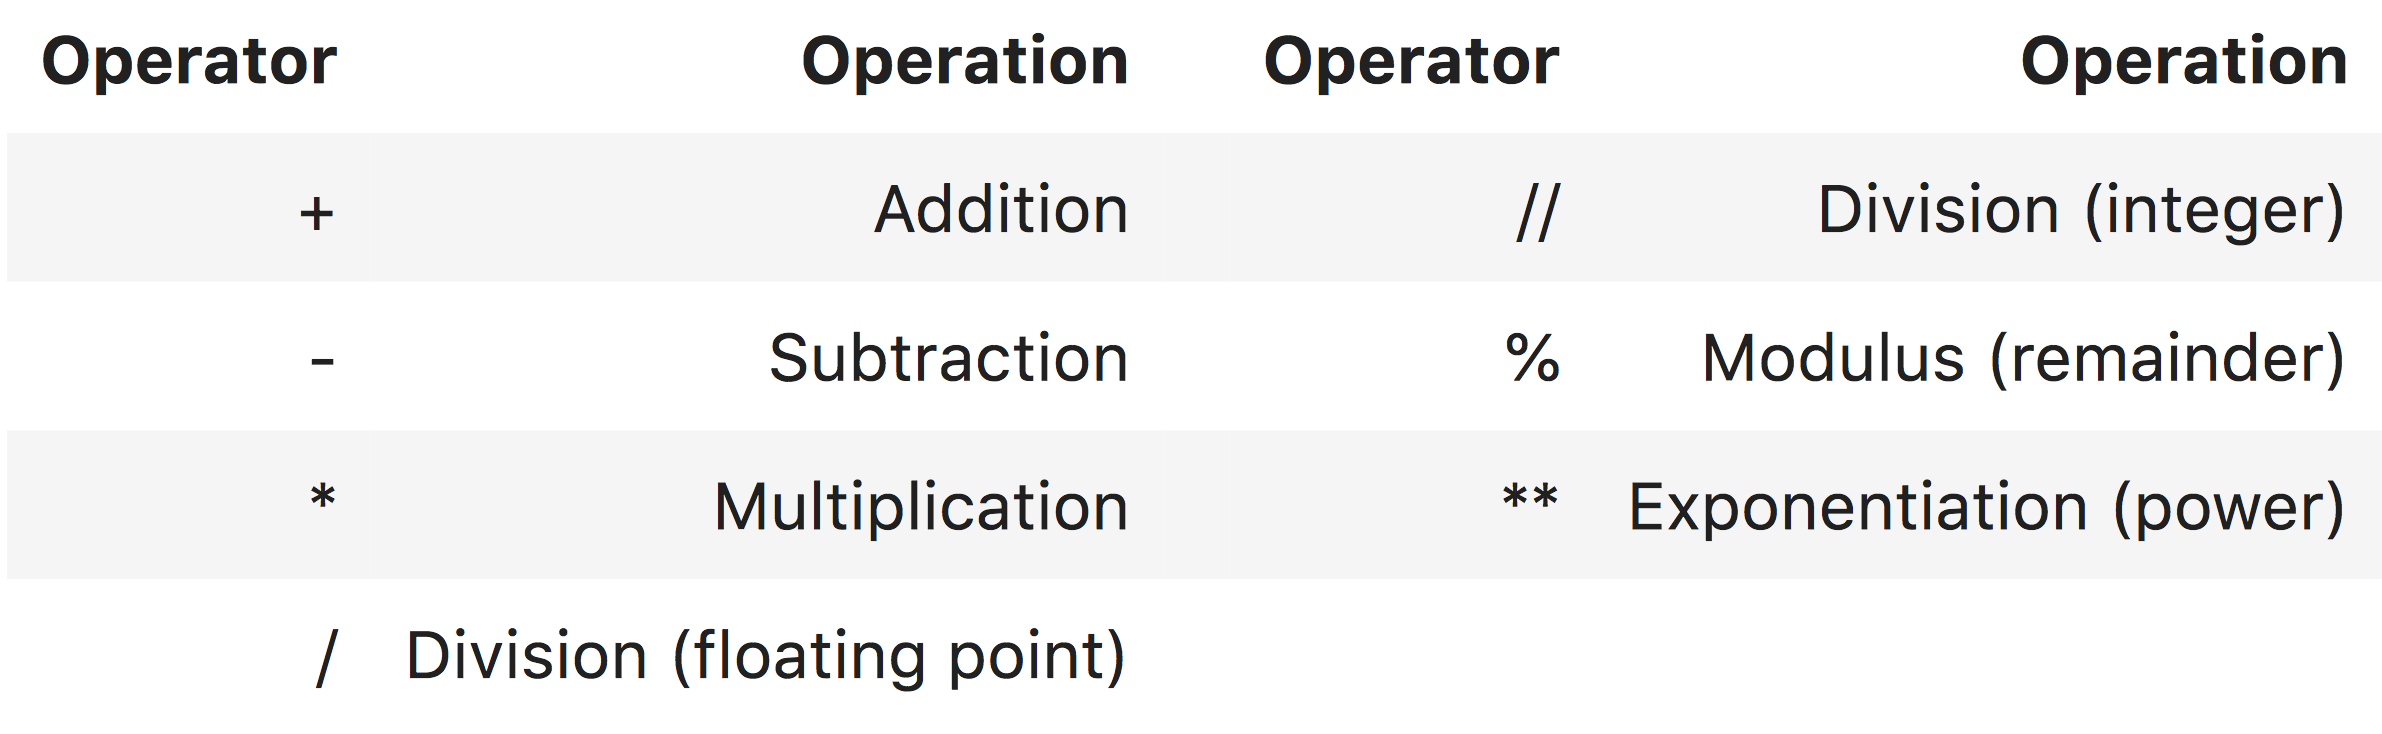 Operator Operation Operator Operation
+ Addition // Division (integer)
- Subtraction % Modulus (remainder)
* Multiplication ** Exponentiation (power)
/ Division (floating point)